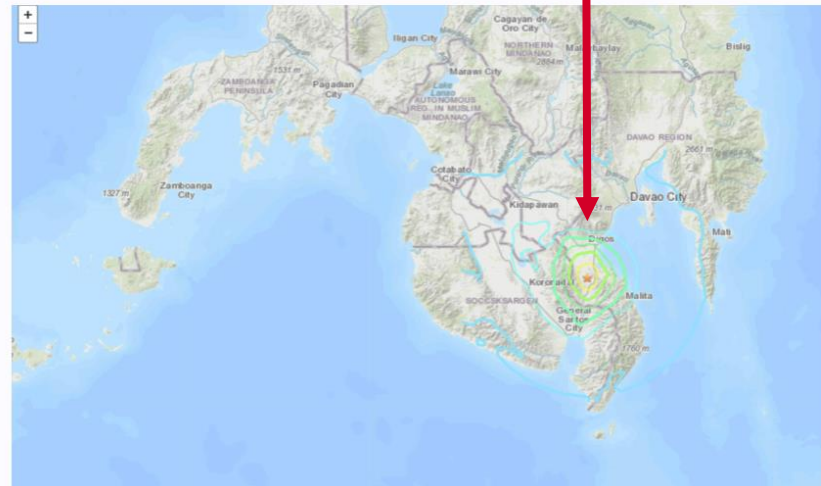 +
−
Cagayan de
Oro City
Iligan City
NORTHERN
MINDANAO
2884 m
Bislig
1531 m
Marawi City
ZAMBOANGA
PENINSULA
Pagadian
City
Lake
Lanao
AUTONOMOUS
REG. IN MUSLIM
MINDANAO
DAVAO REGION
2661 m
Cotabato
City
1327 m
Zamboanga
City
Kidapawan
Davao City
Mati
Koronadal
Malita
SOCCSKSARGEN
General
Santos
City
1760 m